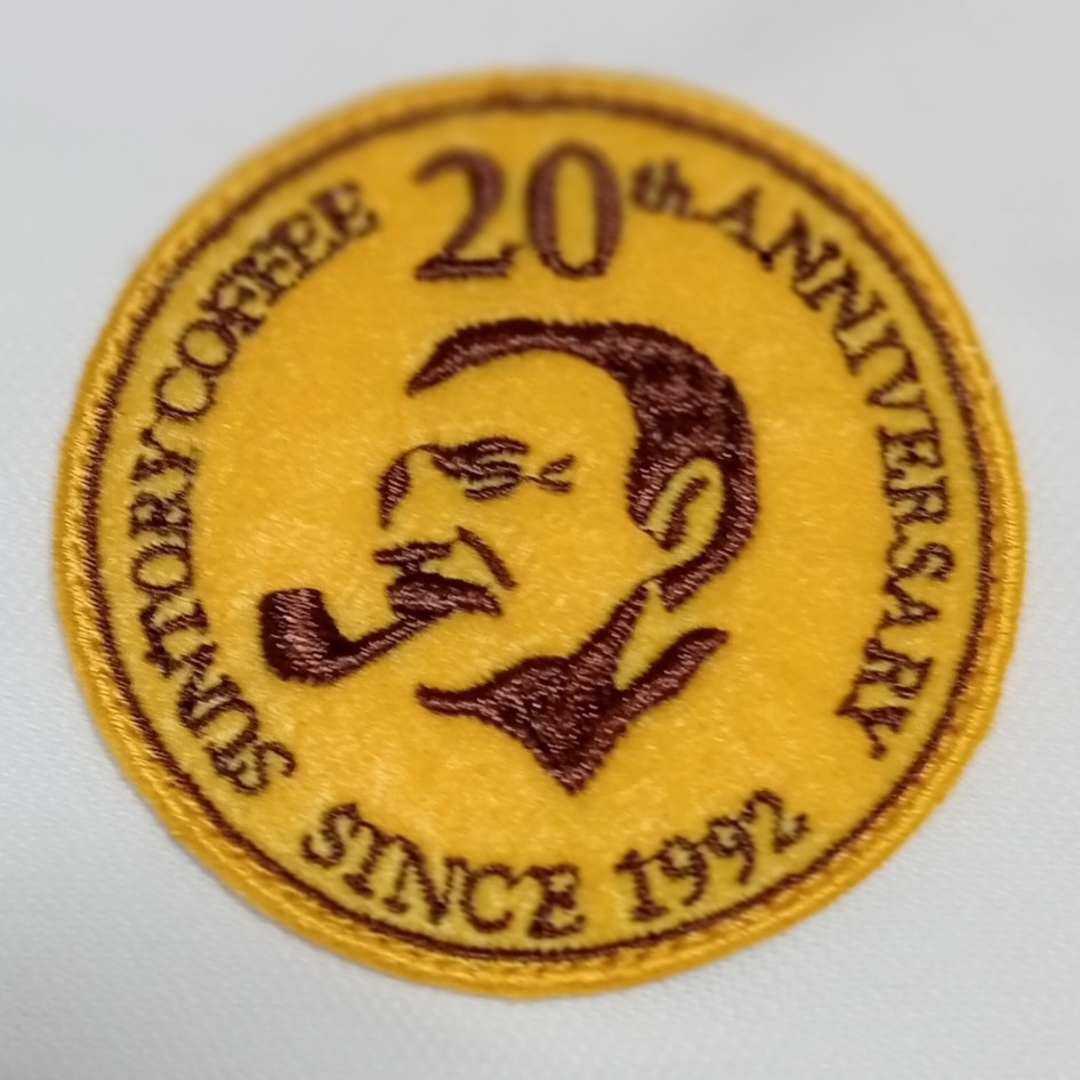 SUNTORY COFFEE 20th ANNIVERSARY
SINCE 1992